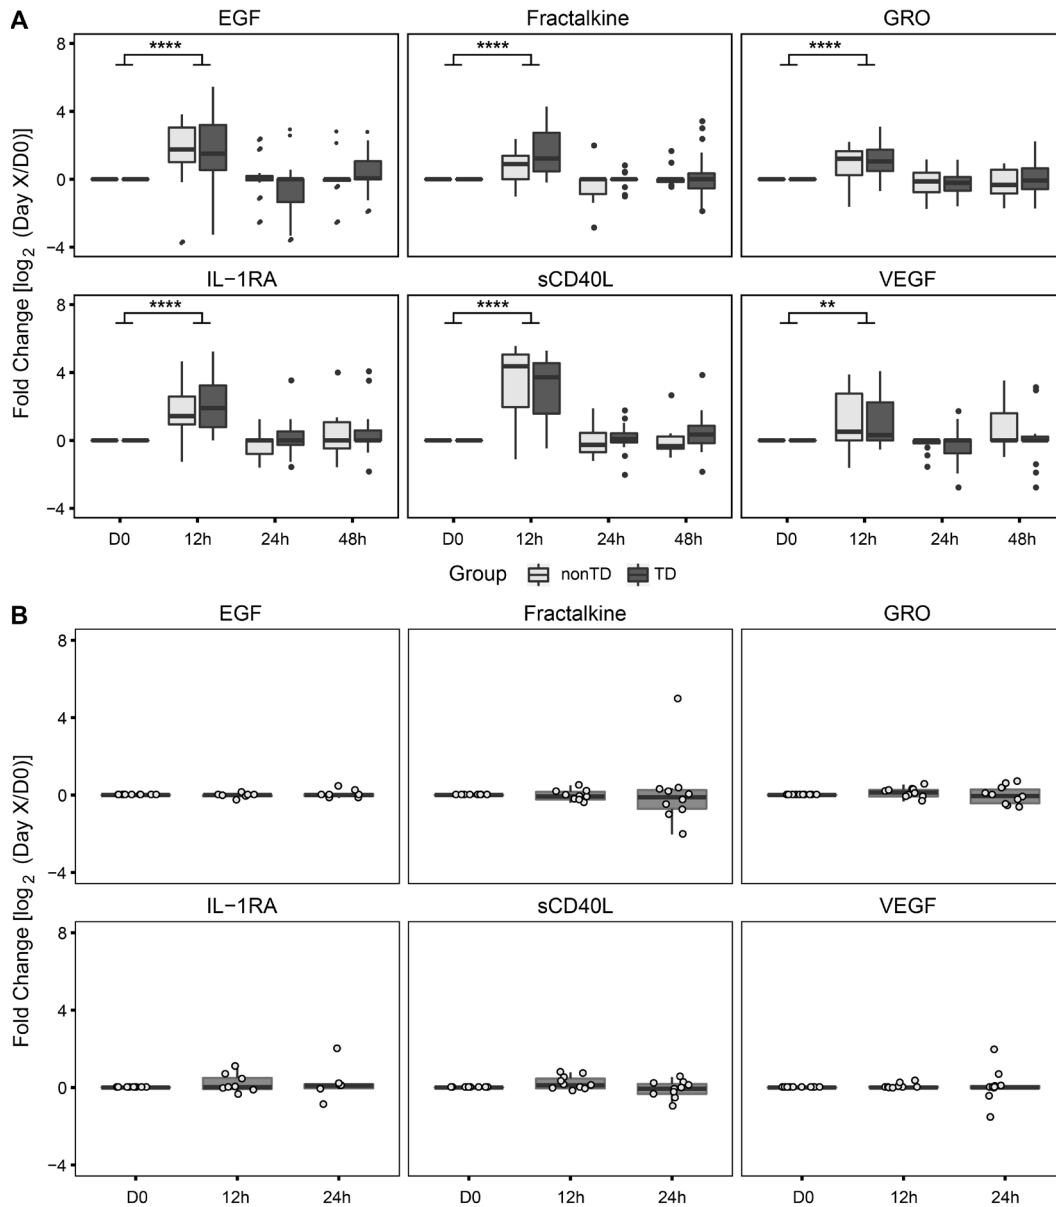 A
EGF Fractalkine GRO
**** **** ****
8
4
0
−4
IL−1RA sCD40L VEGF
**** **** **
8
4
0
−4
Fold Change [log2 (Day X/D0)]
D0 12h 24h 48h D0 12h 24h 48h D0 12h 24h 48h
Group nonTD TD
B
EGF Fractalkine GRO
8
4
0
−4
IL−1RA sCD40L VEGF
8
4
0
−4
Fold Change [log2 (Day X/D0)]
D0 12h 24h D0 12h 24h D0 12h 24h